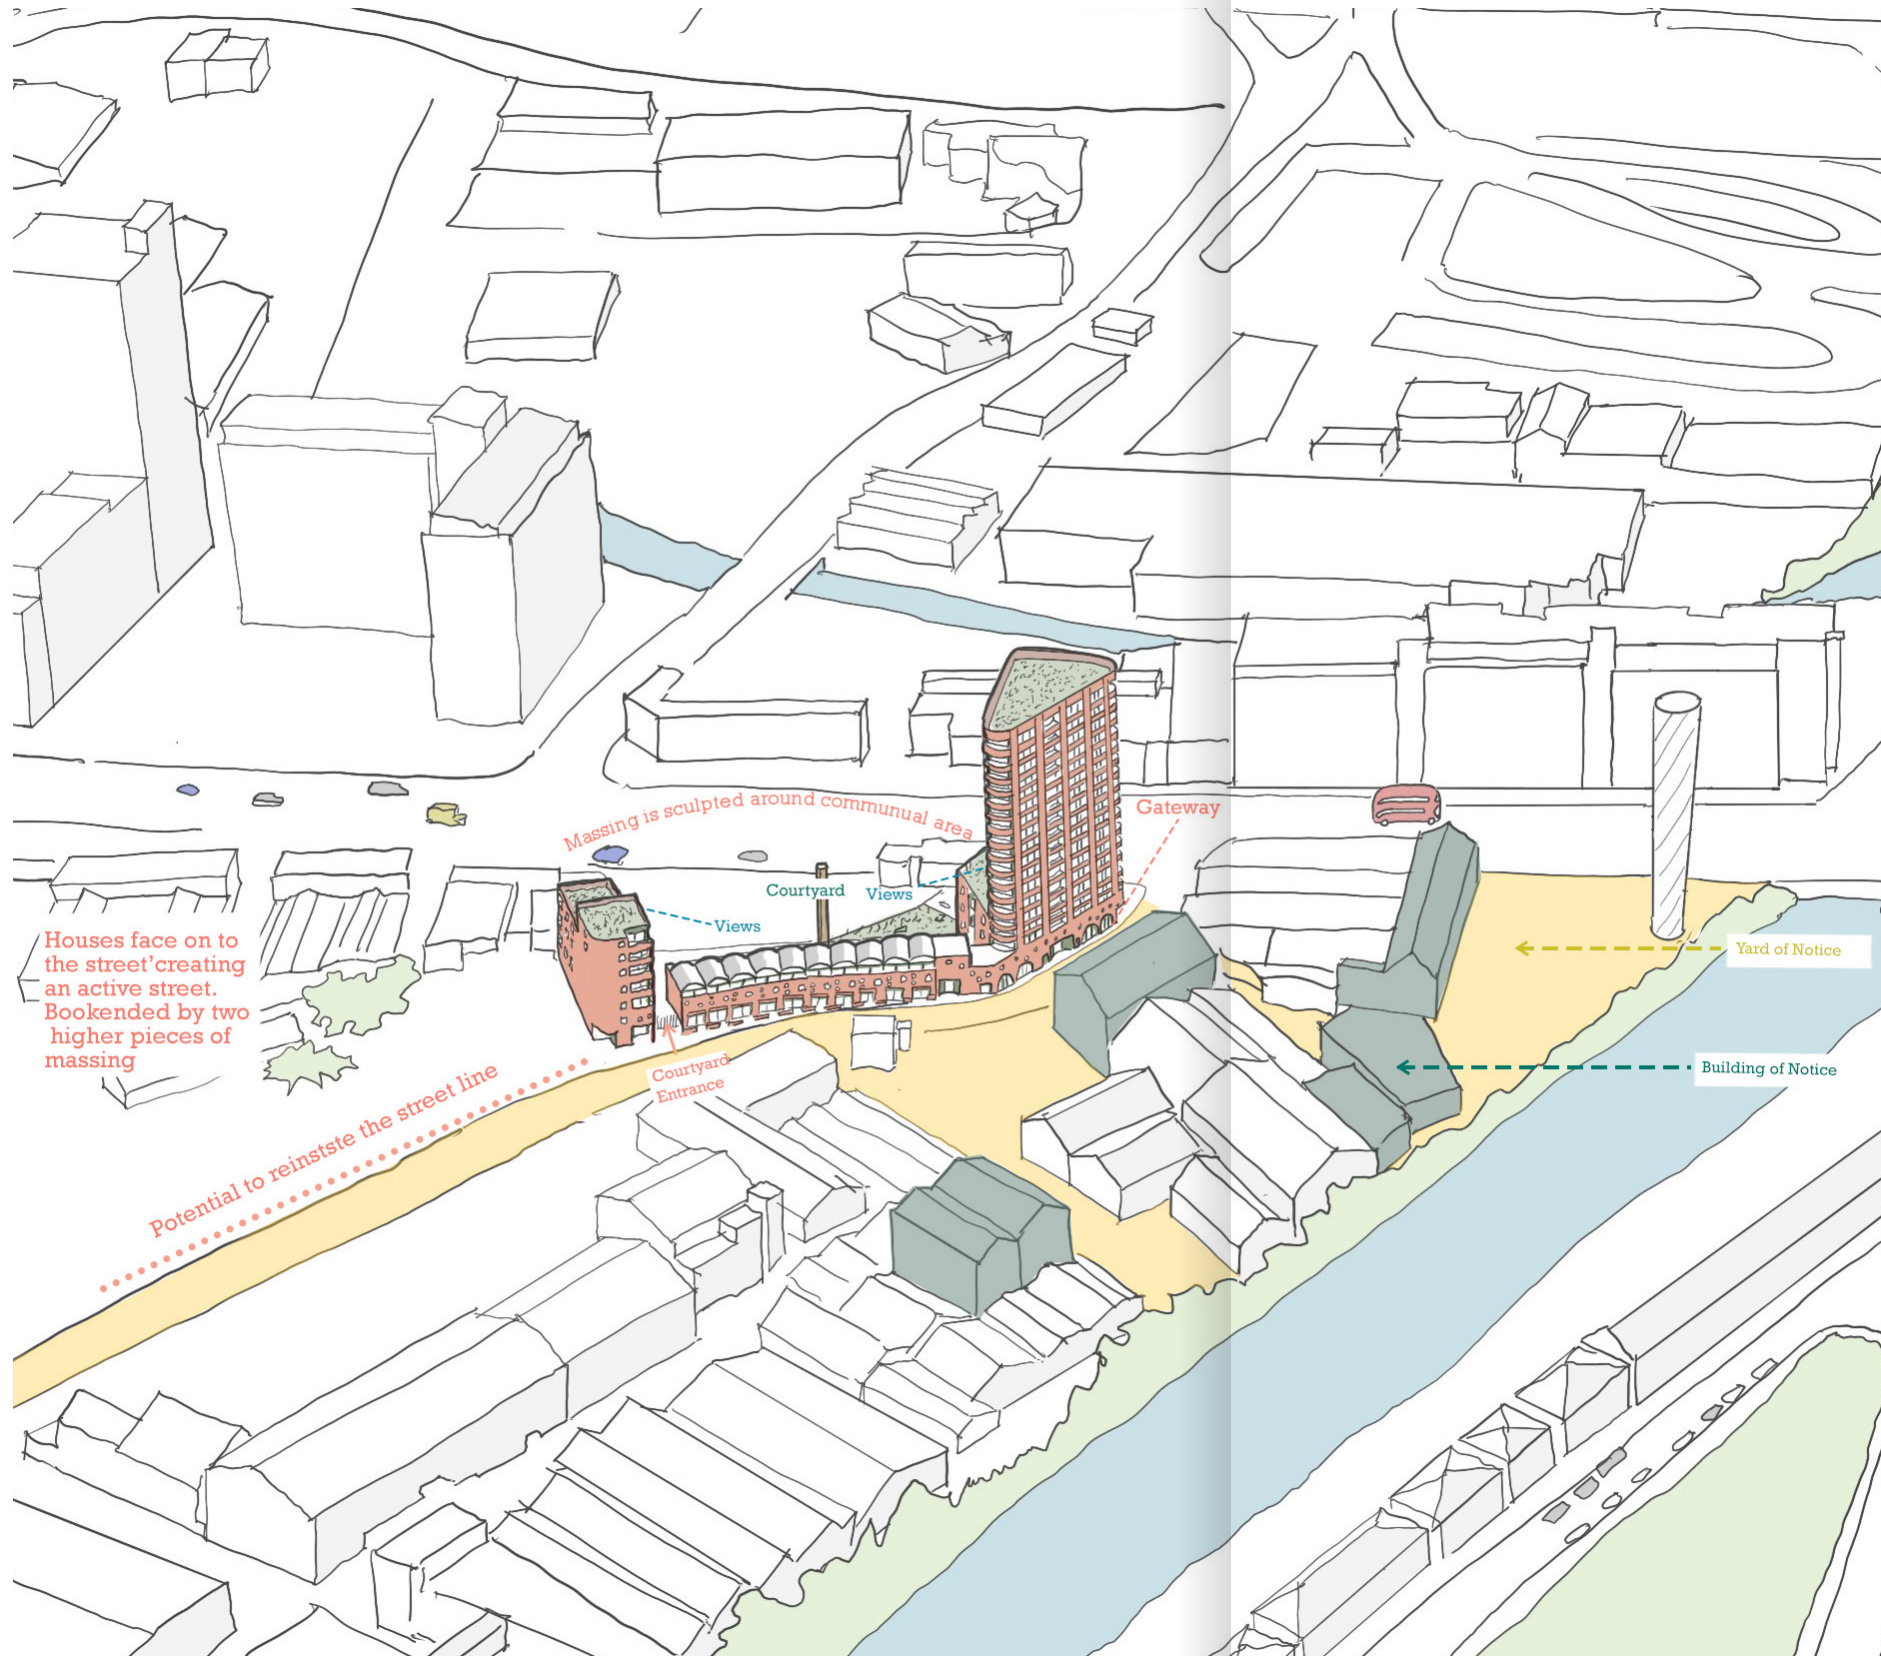 Massing is sculpted around communual area
Gateway
Courtyard
Views
Views
Houses face on to
the street'creating
an active street.
Bookended by two
higher pieces of
massing
Yard of Notice
Building of Notice
Courtyard
Entrance
Potential to reinstste the street line